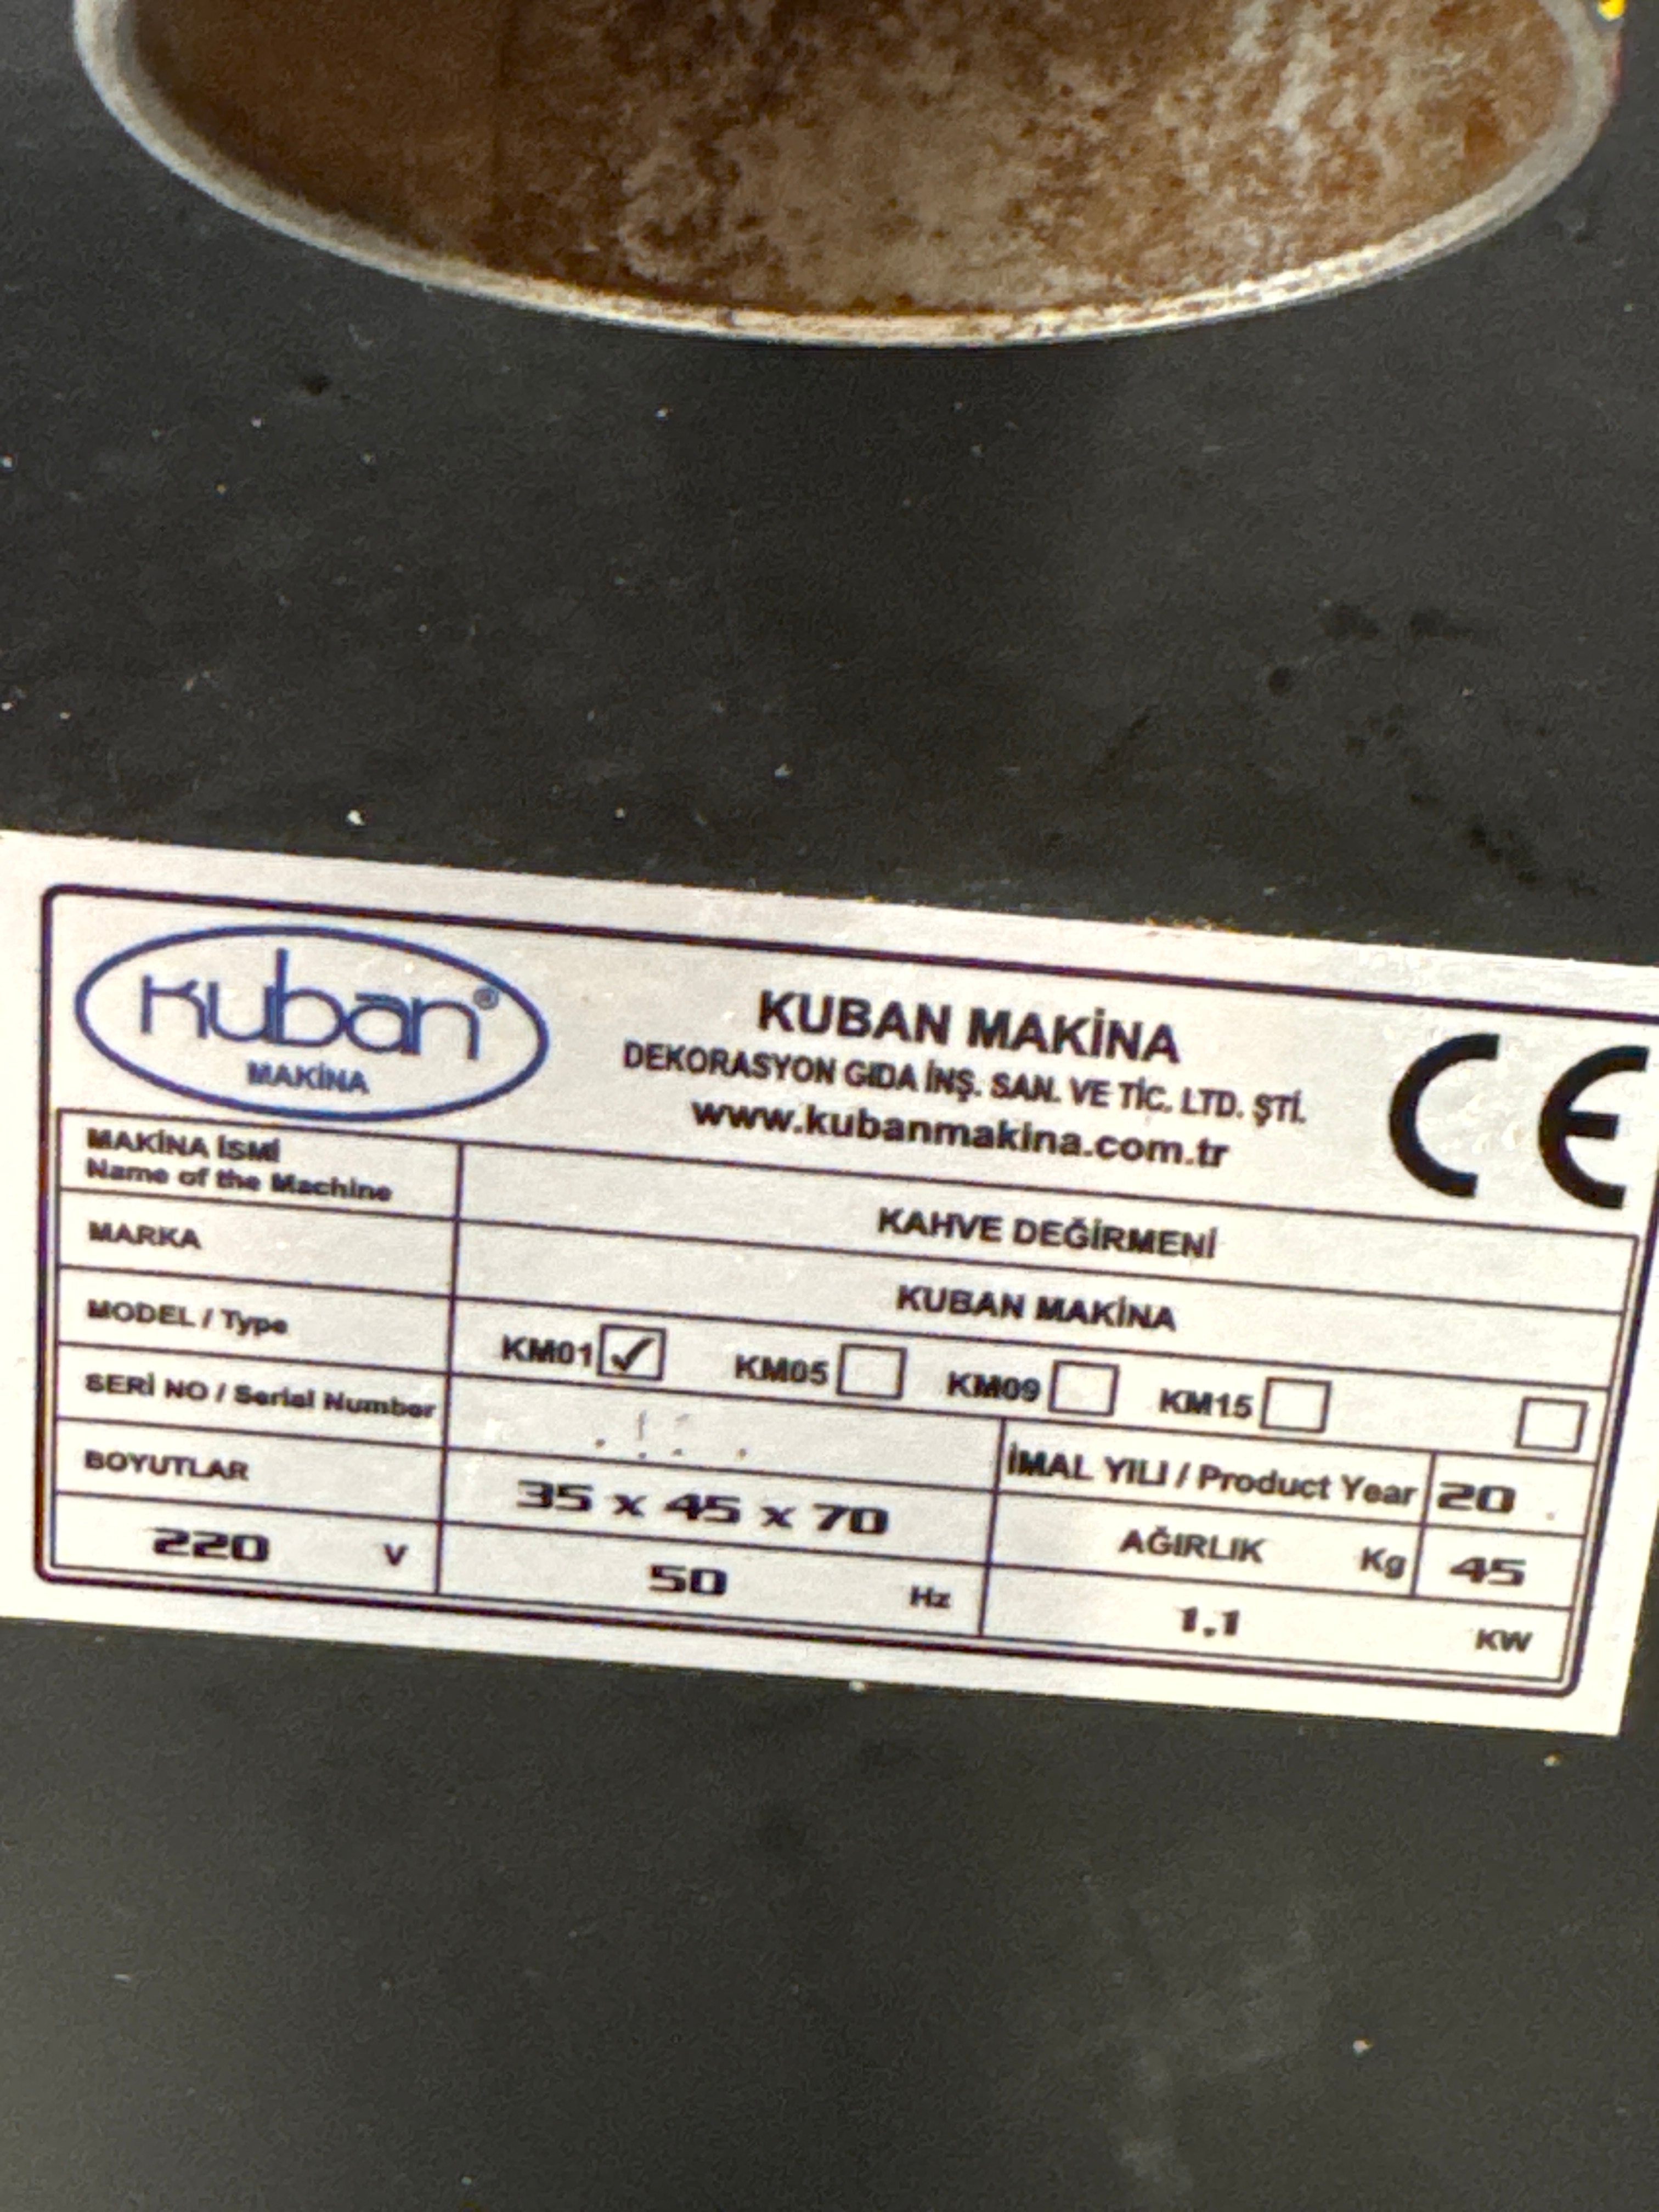 kuban®
MAKİNA
KUBAN MAKİNA
DEKORASYON GIDA İNŞ. SAN. VE TİC. LTD. ŞTİ.
www.kubanmakina.com.tr
CE
MAKİNA İSMİ
Name of the Machine
KAHVE DEĞİRMENİ
MARKA
KUBAN MAKİNA
MODEL / Type
KM01 ✓ KM05 KM09 KM15
SERİ NO / Serial Number
İMAL YILI / Product Year 20
BOYUTLAR
35 x 45 x 70
AĞIRLIK Kg 45
220 V
50 Hz
1,1 KW